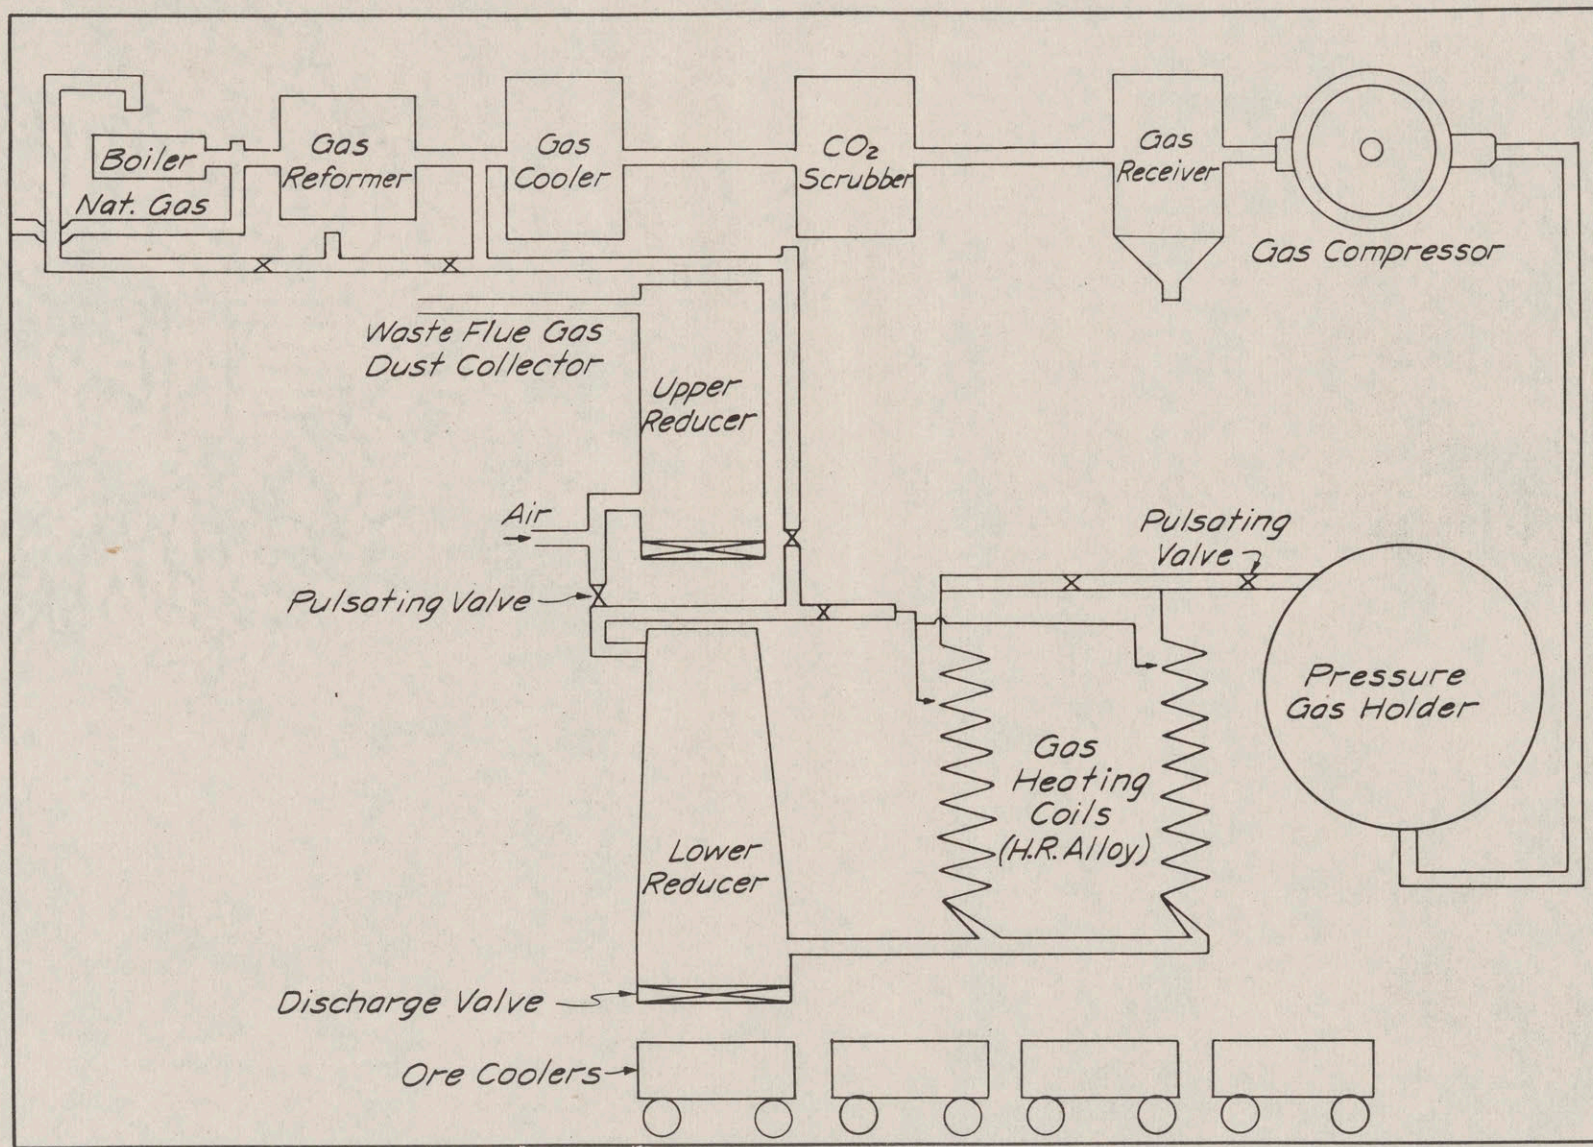 Boiler
Nat. Gas
Gas
Reformer
Gas
Cooler
CO₂
Scrubber
Gas
Receiver
Gas Compressor
Waste Flue Gas
Dust Collector
Upper
Reducer
Air
Pulsating Valve
Pulsating
Valve
Pressure
Gas Holder
Gas
Heating
Coils
(H.R. Alloy)
Lower
Reducer
Discharge Valve
Ore Coolers